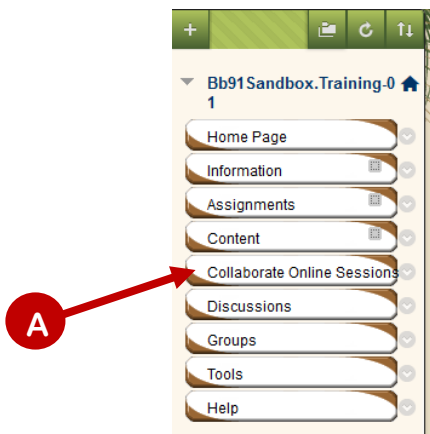 Bb91Sandbox.Training-0
1
Home Page
Information
Assignments
Content
Collaborate Online Sessions
A
Discussions
Groups
Tools
Help